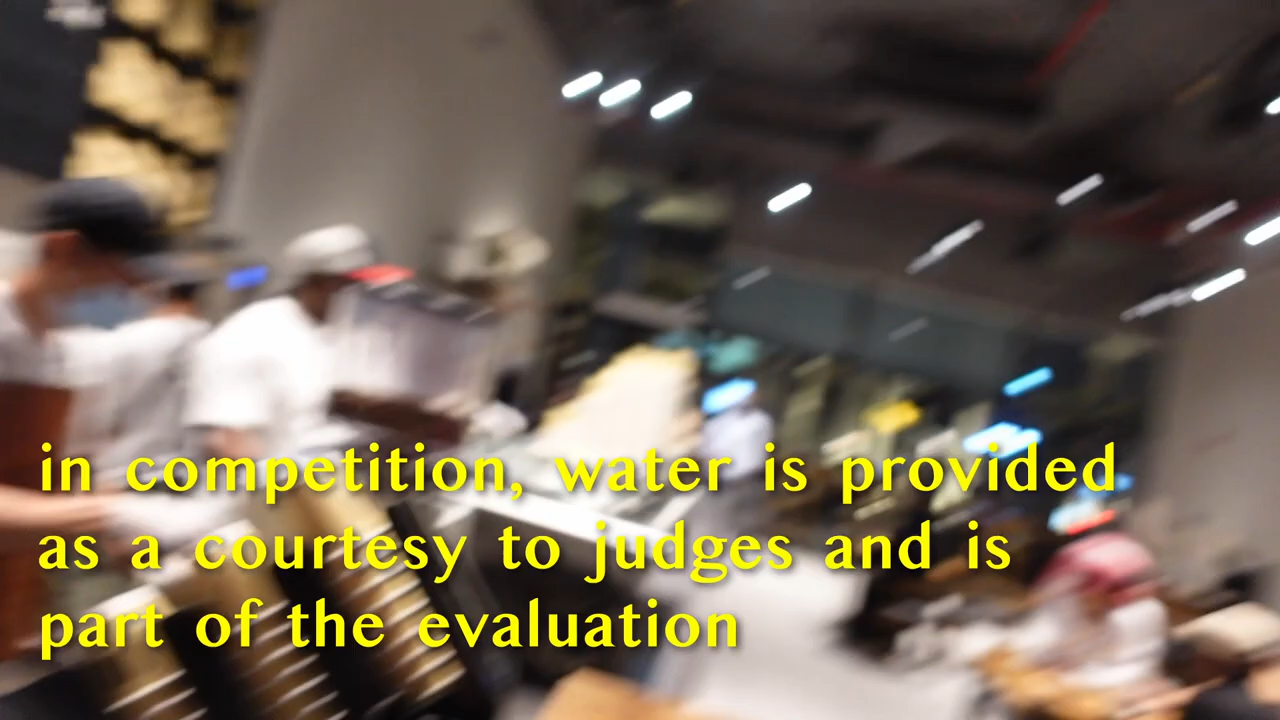 in competition, water is provided
as a courtesy to judges and is
part of the evaluation